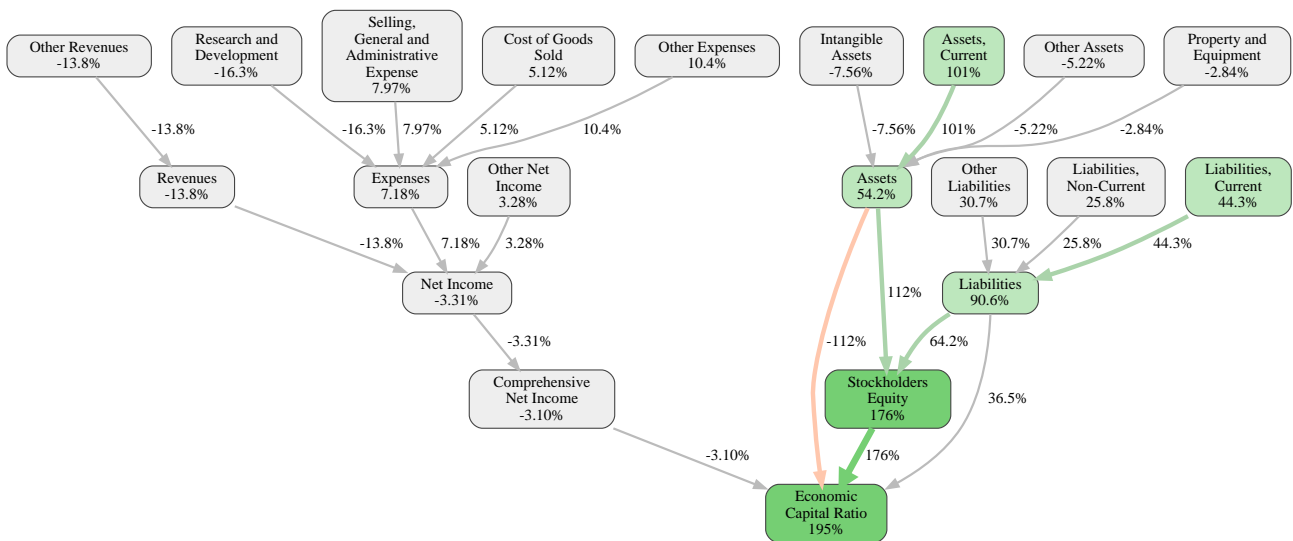 Other Revenues
-13.8%
Research and
Development
-16.3%
Selling,
General and
Administrative
Expense
7.97%
Cost of Goods
Sold
5.12%
Other Expenses
10.4%
Intangible
Assets
-7.56%
Assets,
Current
101%
Other Assets
-5.22%
Property and
Equipment
-2.84%
-13.8%
-16.3%
7.97%
5.12%
10.4%
-7.56%
101%
-5.22%
-2.84%
Revenues
-13.8%
Expenses
7.18%
Other Net
Income
3.28%
Assets
54.2%
Other
Liabilities
30.7%
Liabilities,
Non-Current
25.8%
Liabilities,
Current
44.3%
-13.8%
7.18%
3.28%
30.7%
25.8%
44.3%
Net Income
-3.31%
Liabilities
90.6%
112%
-3.31%
-112%
64.2%
Comprehensive
Net Income
-3.10%
Stockholders
Equity
176%
36.5%
-3.10%
176%
Economic
Capital Ratio
195%